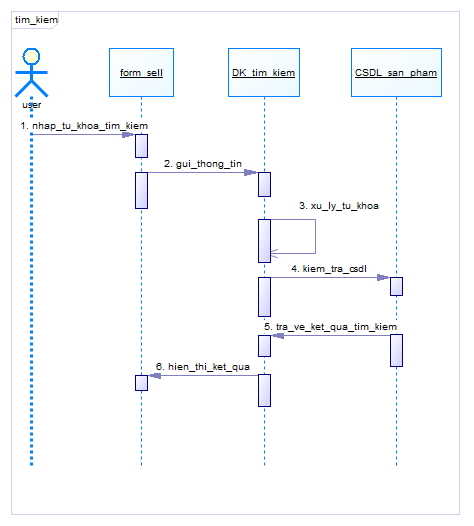 tim_kiem
form_sell
DK_tim_kiem
CSDL_san_pham
user
1. nhap_tu_khoa_tim_kiem
2. gui_thong_tin
3. xu_ly_tu_khoa
4. kiem_tra_csdl
5. tra_ve_ket_qua_tim_kiem
6. hien_thi_ket_qua